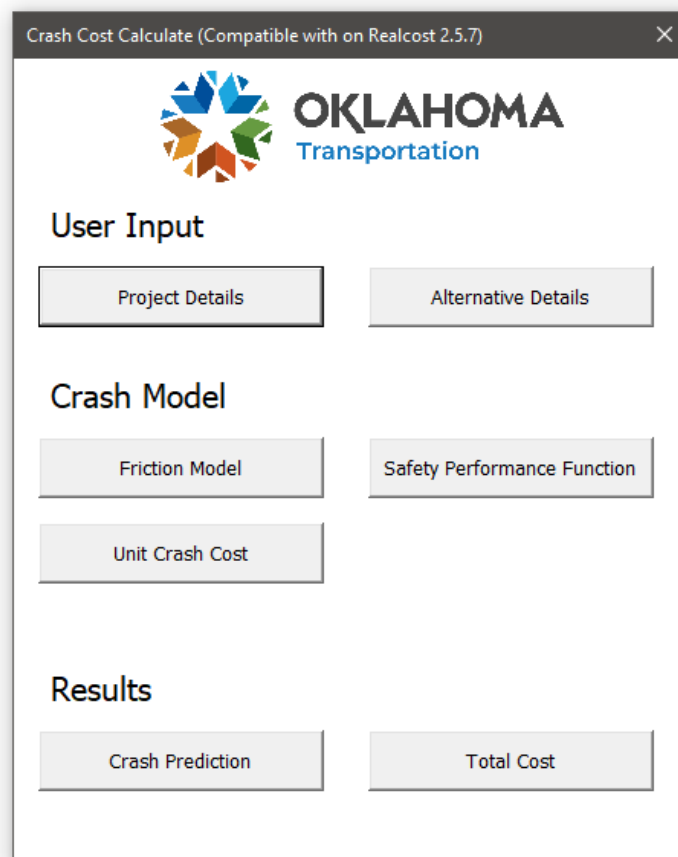 Crash Cost Calculate (Compatible with on Realcost 2.5.7)
OKLAHOMA
Transportation
User Input
Project Details
Alternative Details
Crash Model
Friction Model
Safety Performance Function
Unit Crash Cost
Results
Crash Prediction
Total Cost